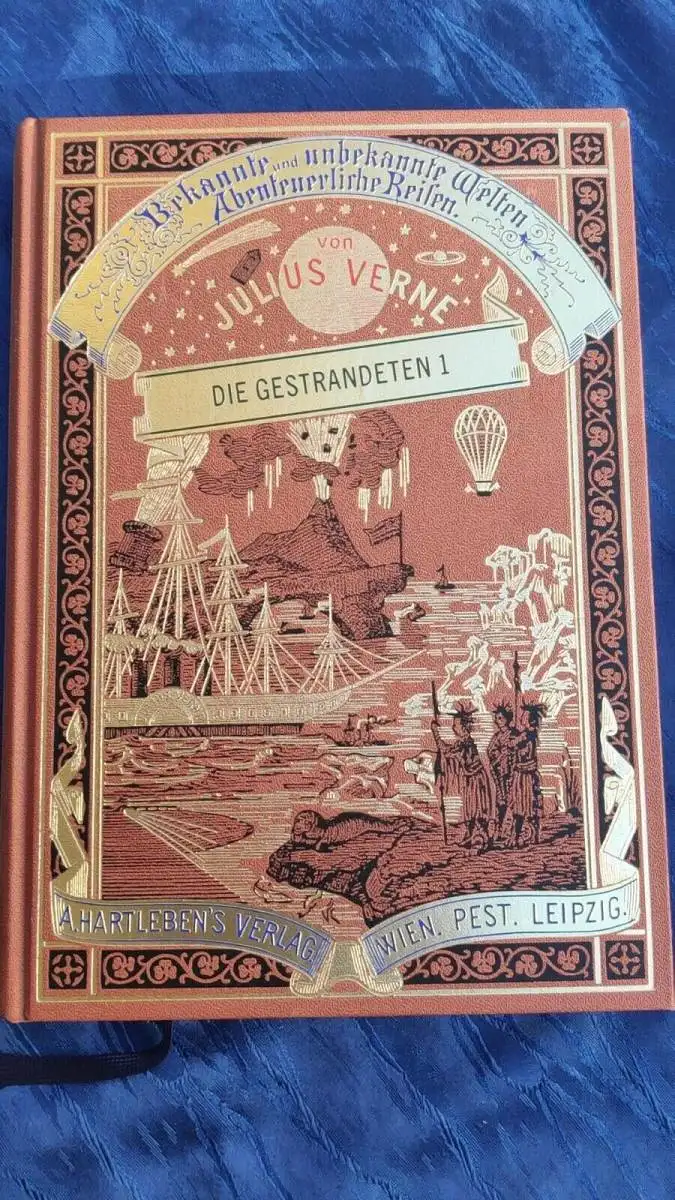 Bekannte und unbekannte Welten.
Abenteuerliche Reisen.
von
JULIUS VERNE
DIE GESTRANDETEN 1
A. HARTLEBEN'S VERLAG.
WIEN. PEST. LEIPZIG.